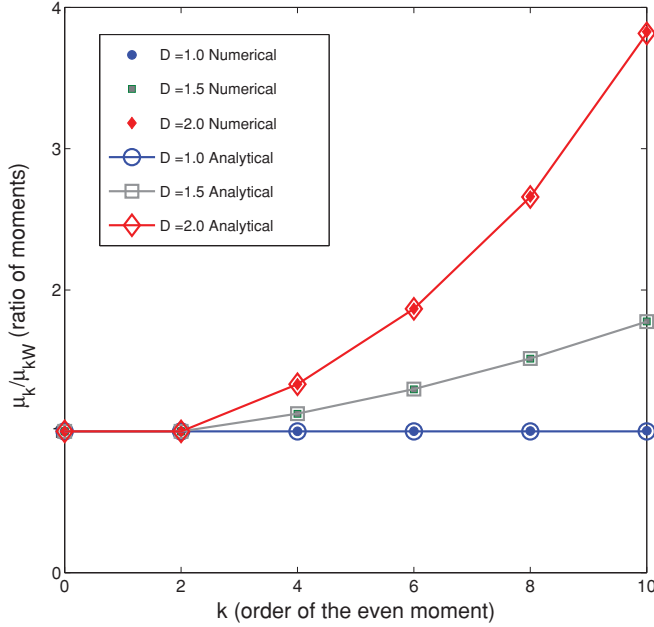 4
3
2
1
0
μk/μkW (ratio of moments)
D =1.0 Numerical
D =1.5 Numerical
D =2.0 Numerical
D =1.0 Analytical
D =1.5 Analytical
D =2.0 Analytical
0 2 4 6 8 10
k (order of the even moment)